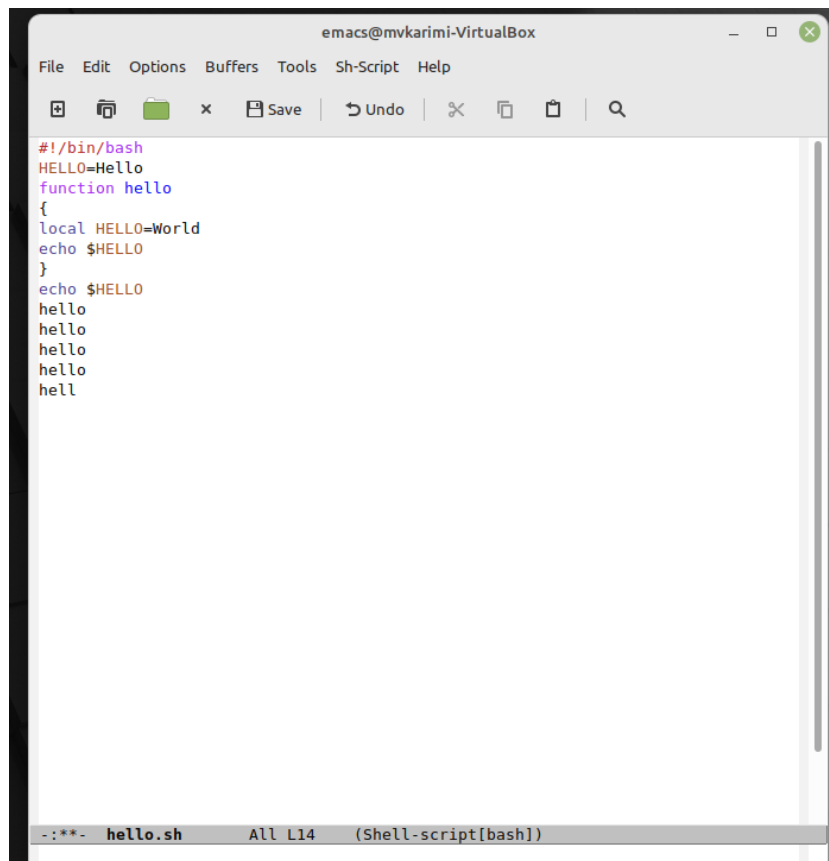 emacs@mvkarimi-VirtualBox
File Edit Options Buffers Tools Sh-Script Help
Save Undo
#!/bin/bash
HELLO=Hello
function hello
{
local HELLO=World
echo $HELLO
}
echo $HELLO
hello
hello
hello
hello
hell
-:**- hello.sh All L14 (Shell-script[bash])